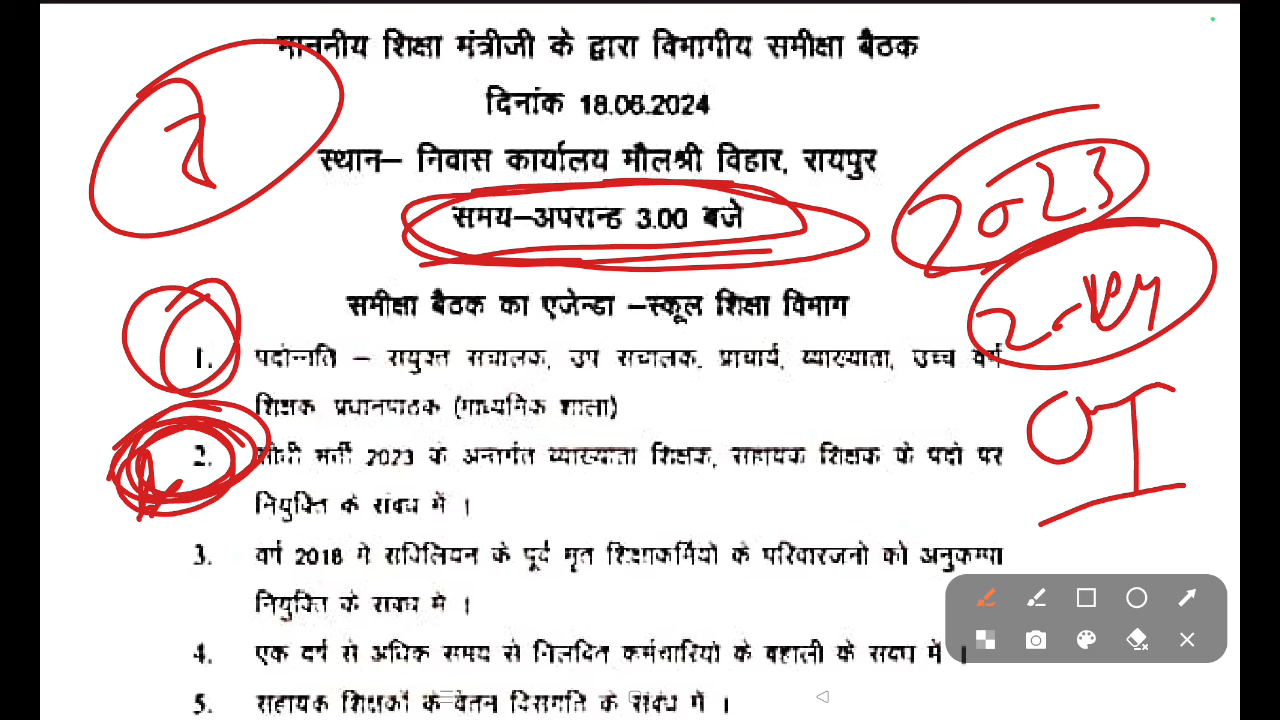 माननीय शिक्षा मंत्रीजी के द्वारा विभागीय समीक्षा बैठक
दिनांक 18.06.2024
स्थान– निवास कार्यालय मौलश्री विहार, रायपुर
2023
समय–अपरान्ह 3.00 बजे
समीक्षा बैठक का एजेन्डा –स्कूल शिक्षा विभाग
1. पदोन्नति – संयुक्त संचालक, उप संचालक, प्राचार्य, व्याख्याता, उच्च वर्ग
शिक्षक प्रधानपाठक (माध्यमिक शाला)
2. सीधी भर्ती 2023 के अन्तर्गत व्याख्याता शिक्षक, सहायक शिक्षक के पदो पर
नियुक्ति के संबंध में ।
3. वर्ष 2018 मे संविलियन के पूर्व मृत शिक्षाकर्मियो के परिवारजनो को अनुकम्पा
नियुक्ति के संबंध मे ।
4. एक वर्ष से अधिक समय से निलंबित कर्मचारियो के बहाली के संबंध में ।
5. सहायक शिक्षकों के वेतन विसंगति के संबंध में ।